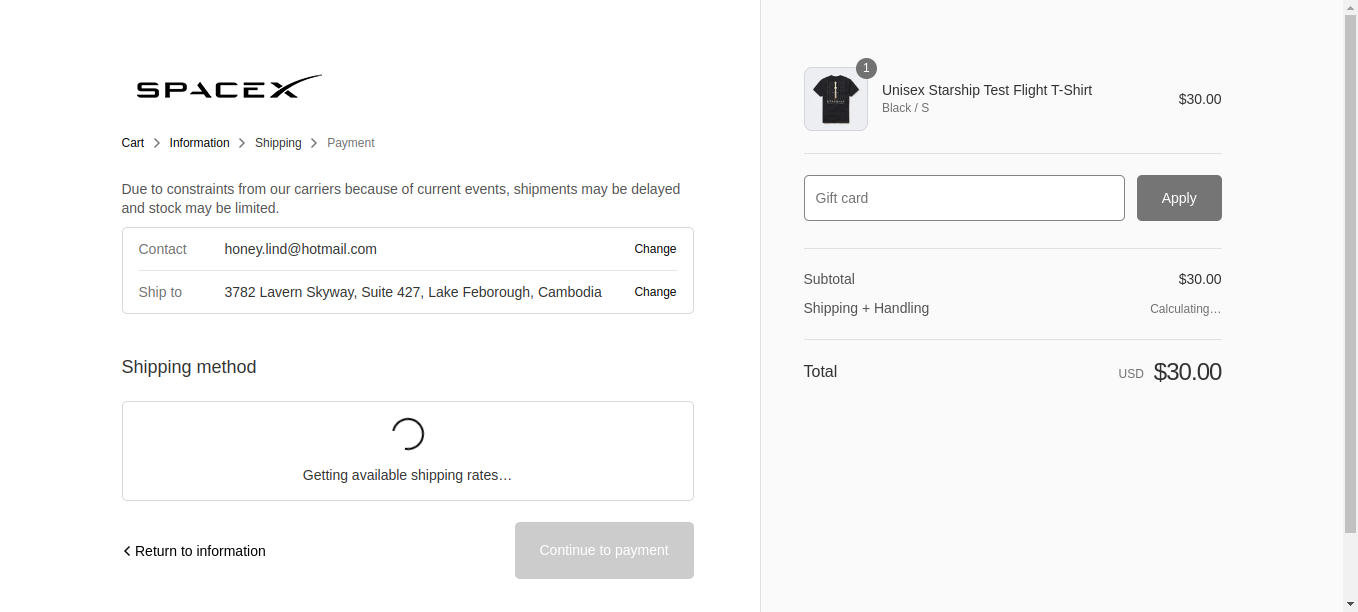 SPACEX
Cart
Information
Shipping
Payment
Due to constraints from our carriers because of current events, shipments may be delayed
and stock may be limited.
Contact
honey.lind@hotmail.com
Change
Ship to
3782 Lavern Skyway, Suite 427, Lake Feborough, Cambodia
Change
Shipping method
Getting available shipping rates…
Return to information
Continue to payment
1
Unisex Starship Test Flight T-Shirt
Black / S
$30.00
Gift card
Apply
Subtotal
$30.00
Shipping + Handling
Calculating…
Total
USD $30.00